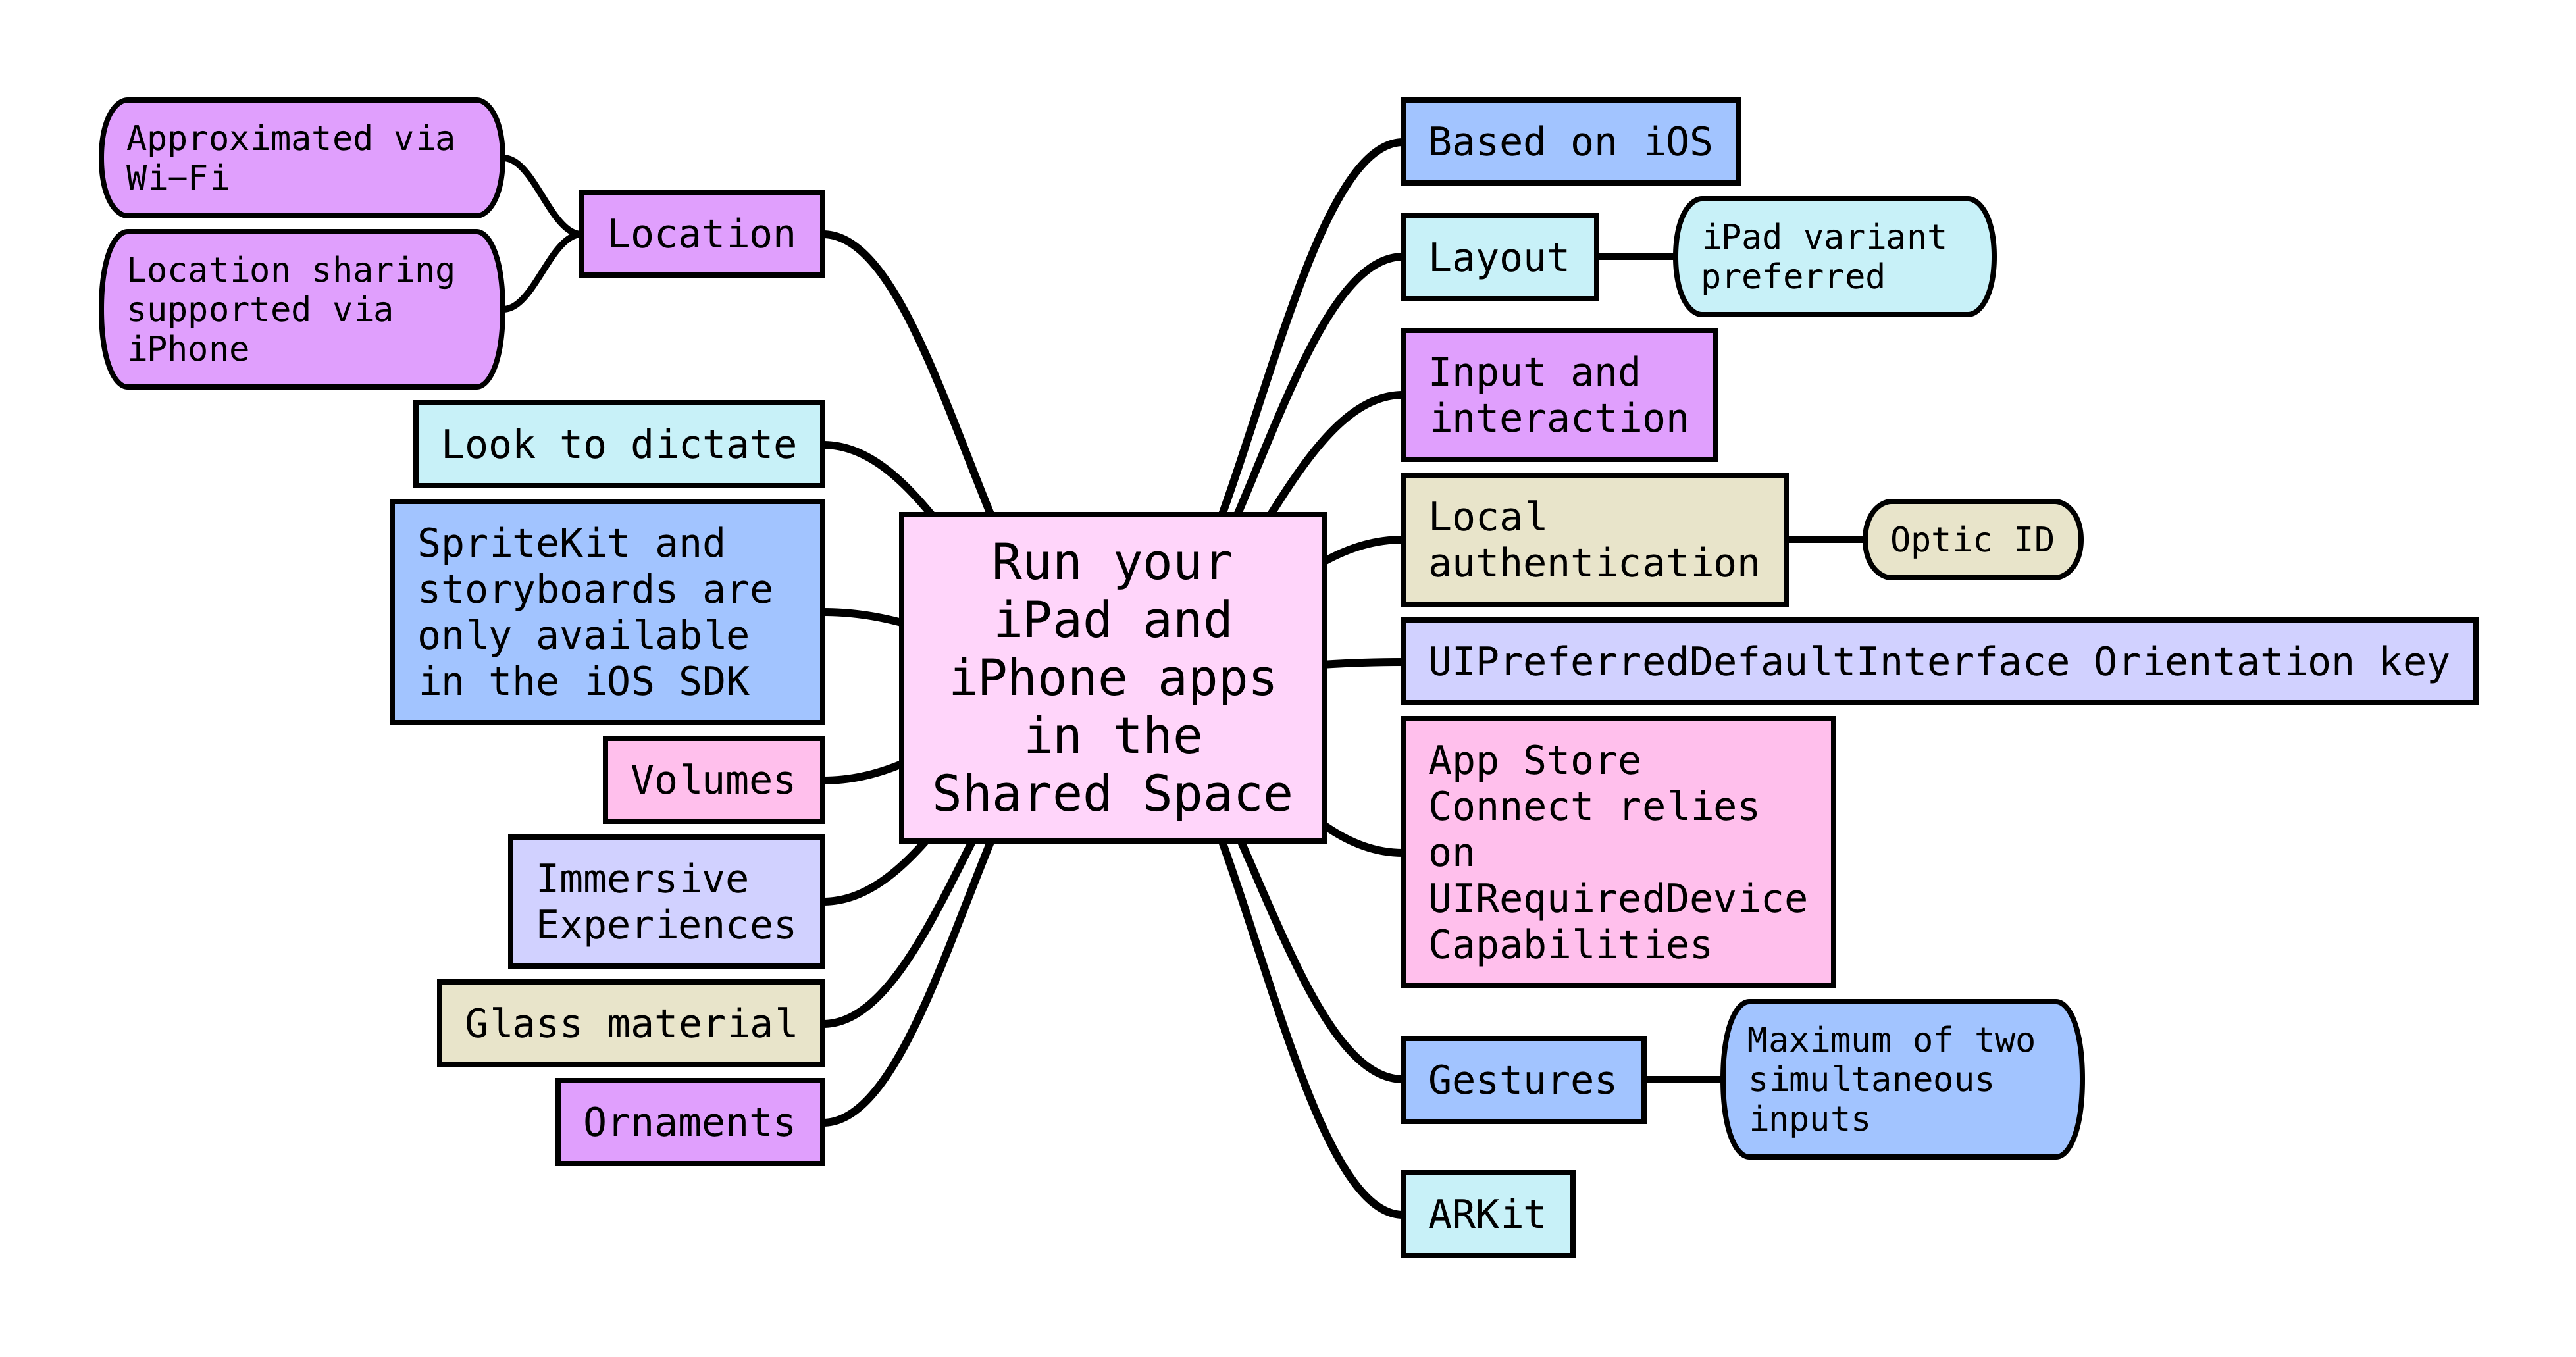 Run your
iPad and
iPhone apps
in the
Shared Space
Based on iOS
Layout
iPad variant
preferred
Input and
interaction
Local
authentication
Optic ID
UIPreferredDefaultInterface Orientation key
App Store
Connect relies
on
UIRequiredDevice
Capabilities
Gestures
Maximum of two
simultaneous
inputs
ARKit
Location
Approximated via
Wi-Fi
Location sharing
supported via
iPhone
Look to dictate
SpriteKit and
storyboards are
only available
in the iOS SDK
Volumes
Immersive
Experiences
Glass material
Ornaments